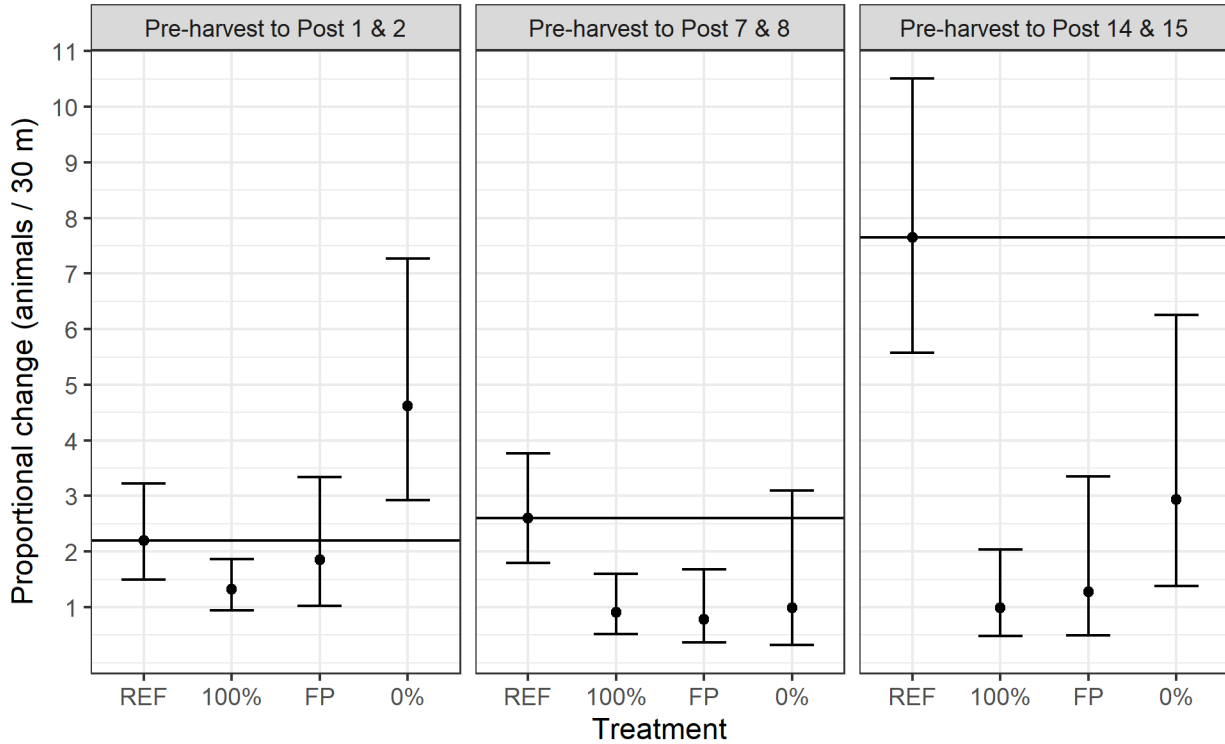 Pre-harvest to Post 1 & 2
Pre-harvest to Post 7 & 8
Pre-harvest to Post 14 & 15
Proportional change (animals / 30 m)
11
10
9
8
7
6
5
4
3
2
1
REF 100% FP 0%
REF 100% FP 0%
REF 100% FP 0%
Treatment